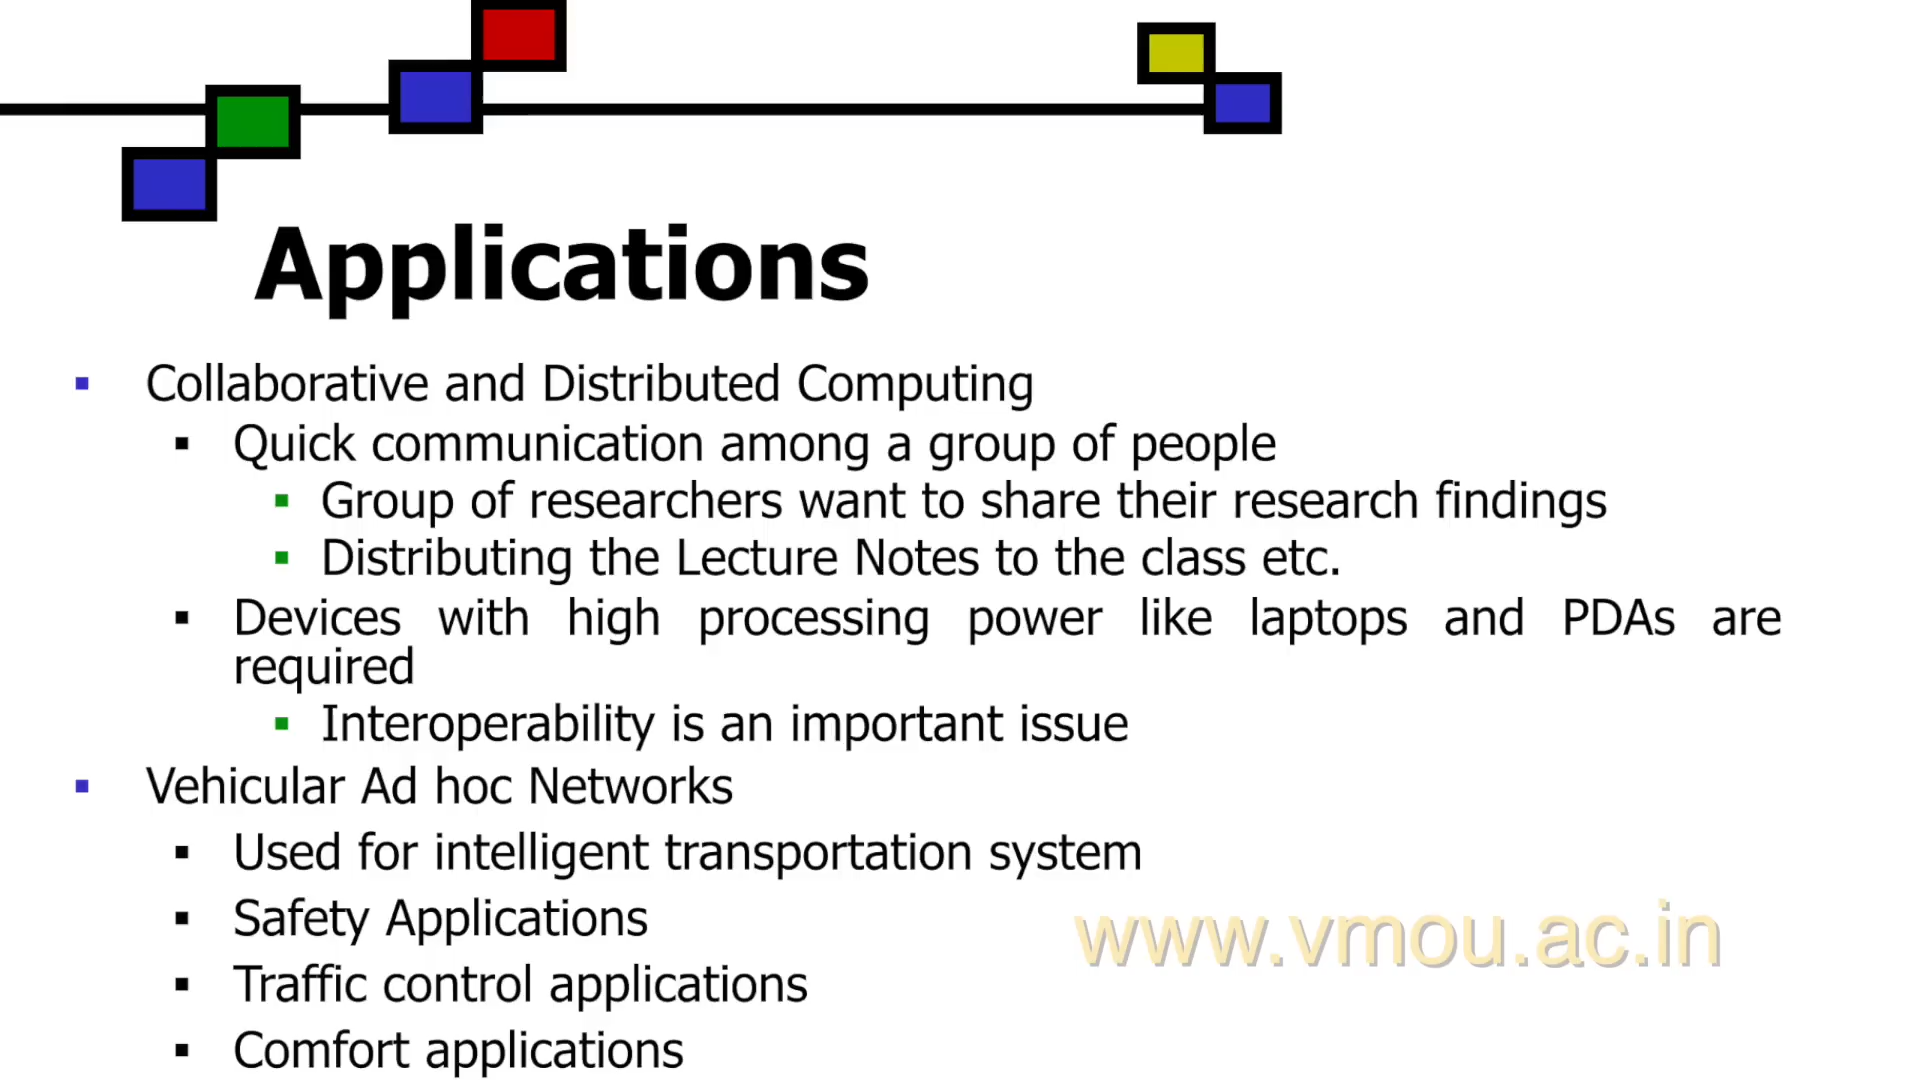 Applications
Collaborative and Distributed Computing
Quick communication among a group of people
Group of researchers want to share their research findings
Distributing the Lecture Notes to the class etc.
Devices with high processing power like laptops and PDAs are
required
Interoperability is an important issue
Vehicular Ad hoc Networks
Used for intelligent transportation system
Safety Applications
www.vmou.ac.in
Traffic control applications
Comfort applications